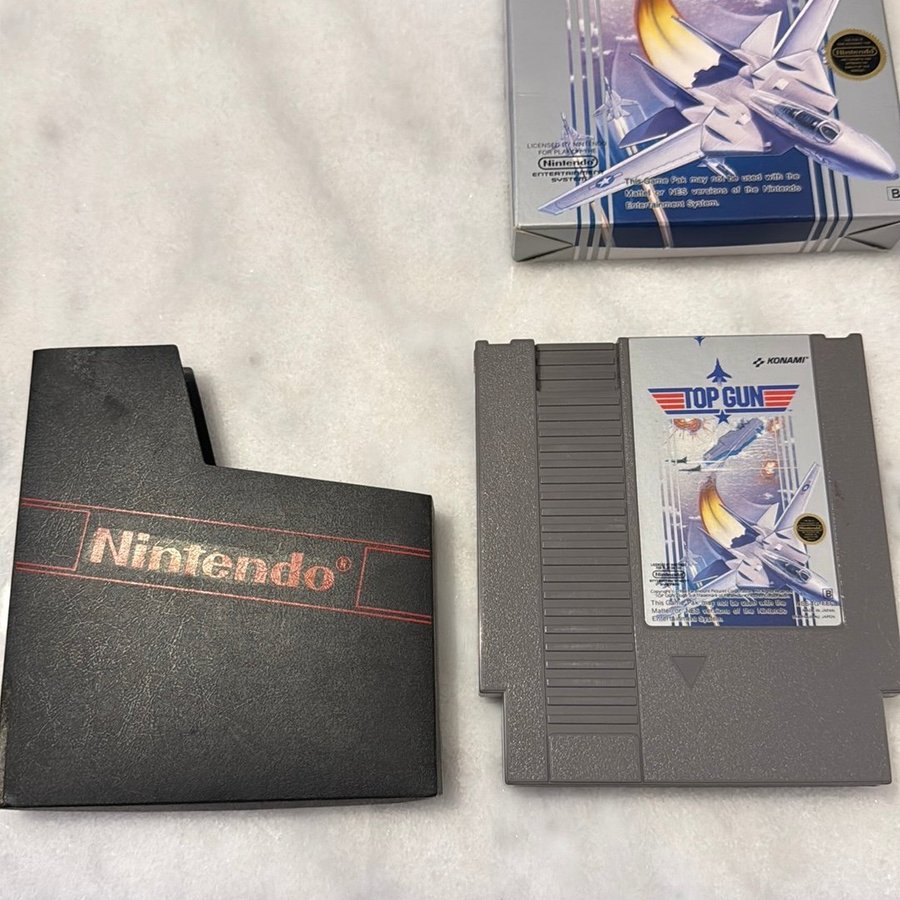 Nintendo
LICENSED BY NINTENDO
FOR PLAY ON THE
Nintendo
ENTERTAINMENT
SYSTEM
This Game Pak may not be used with the
Mattel or NES versions of the Nintendo
Entertainment System.
B
Nintendo®
KONAMI
TOP GUN
Nintendo
B
This Game Pak may not be used with the
Mattel or NES versions of the Nintendo
Entertainment System.